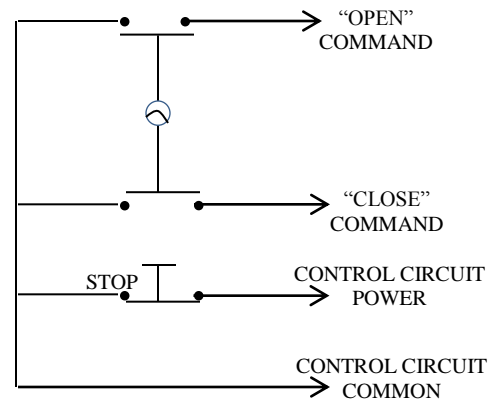 “OPEN”
COMMAND
“CLOSE”
COMMAND
STOP
CONTROL CIRCUIT
POWER
CONTROL CIRCUIT
COMMON